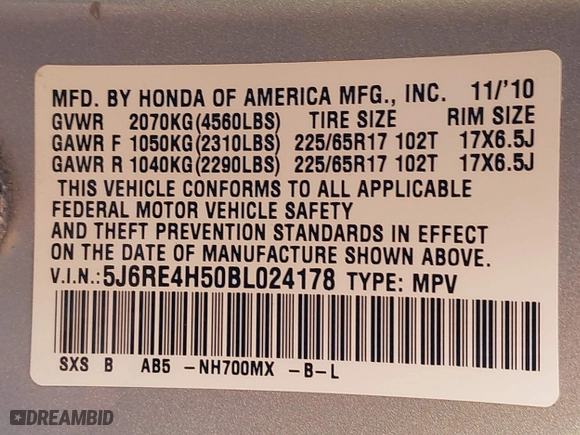 MFD. BY HONDA OF AMERICA MFG., INC. 11/'10
GVWR 2070KG(4560LBS) TIRE SIZE RIM SIZE
GAWR F 1050KG(2310LBS) 225/65R17 102T 17X6.5J
GAWR R 1040KG(2290LBS) 225/65R17 102T 17X6.5J
THIS VEHICLE CONFORMS TO ALL APPLICABLE
FEDERAL MOTOR VEHICLE SAFETY
AND THEFT PREVENTION STANDARDS IN EFFECT
ON THE DATE OF MANUFACTURE SHOWN ABOVE.
V.I.N.:5J6RE4H50BL024178 TYPE: MPV
SXS B AB5 -NH700MX -B-L
DREAMBID